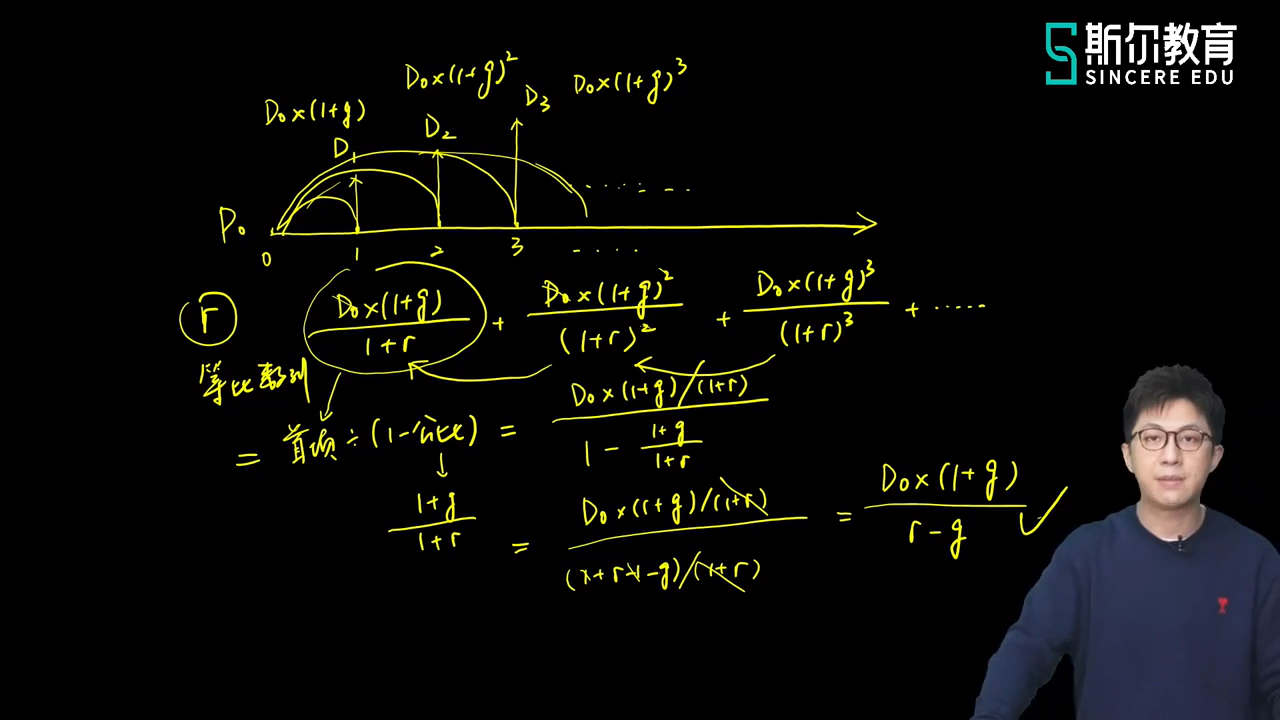 斯尔教育
SINCERE EDU
D₀×(1+g)²
D₀×(1+g)³
D₀×(1+g)
D₁
D₂
D₃
······
P₀
0 1 2 3 ····
r
D₀×(1+g)/(1+r) + D₀×(1+g)²/(1+r)² + D₀×(1+g)³/(1+r)³ + ······
等比数列
= 首项÷(1-公比) = (D₀×(1+g)/(1+r))/(1-(1+g)/(1+r))
(1+g)/(1+r)
= (D₀×(1+g)/(1+r))/((1+r-1-g)/(1+r)) = D₀×(1+g)/(r-g) ✓